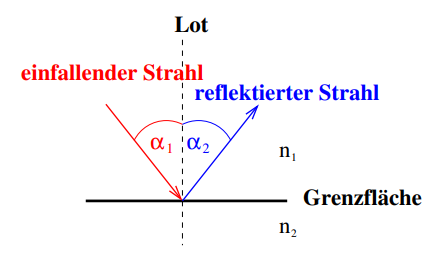 Lot
einfallender Strahl
reflektierter Strahl
α₁ α₂
n₁
Grenzfläche
n₂